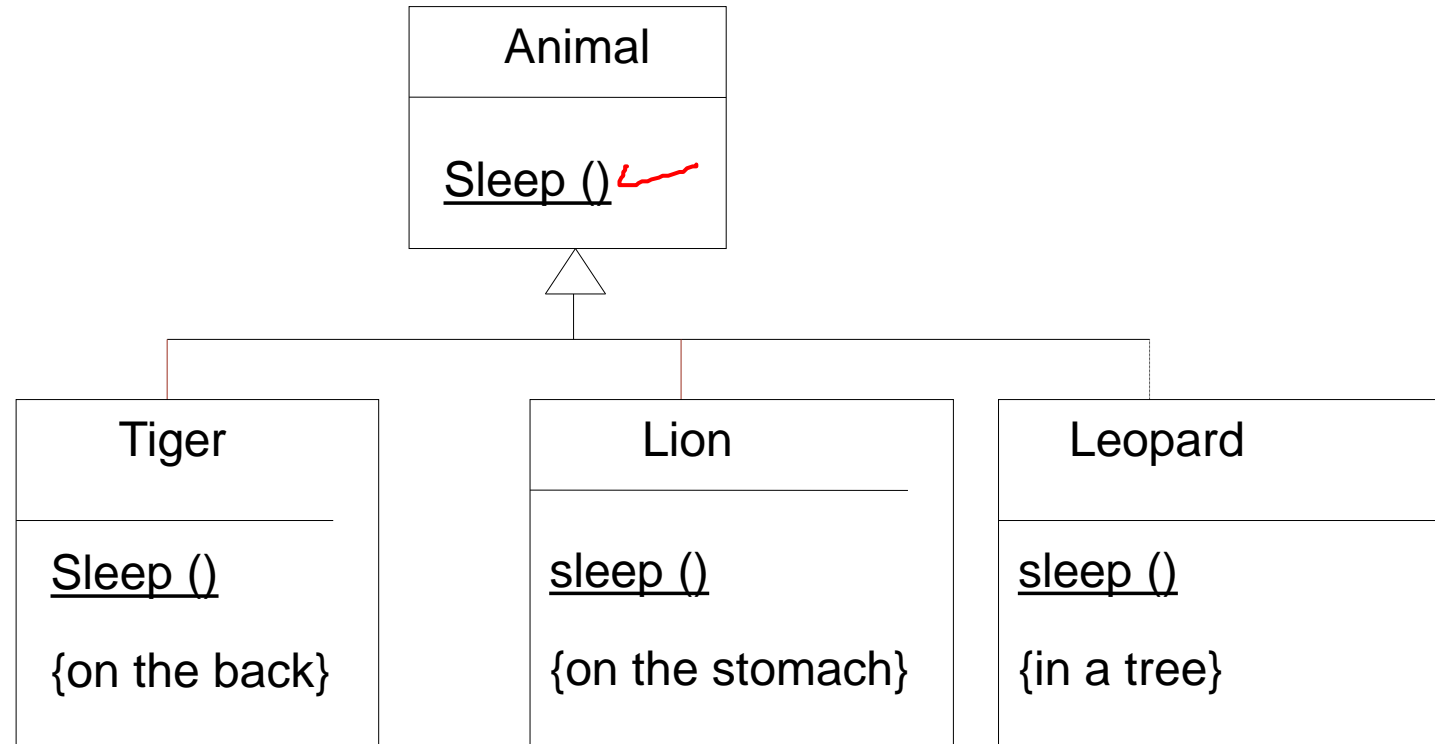 Animal
Sleep ()
Tiger
Sleep ()
{on the back}
Lion
sleep ()
{on the stomach}
Leopard
sleep ()
{in a tree}